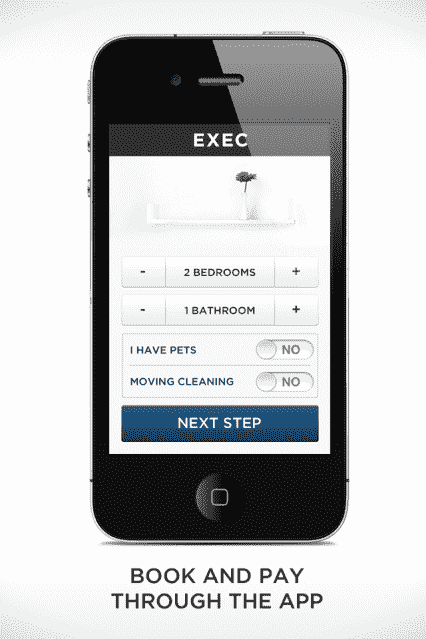 EXEC
- 2 BEDROOMS +
- 1 BATHROOM +
I HAVE PETS NO
MOVING CLEANING NO
NEXT STEP
BOOK AND PAY
THROUGH THE APP